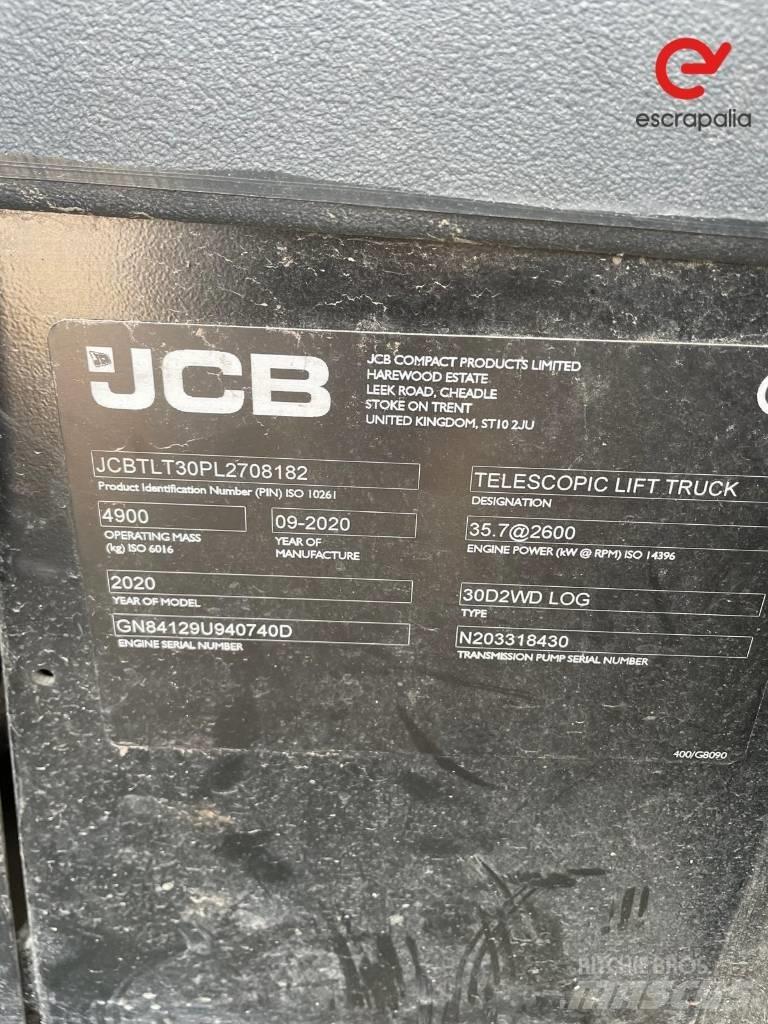 escrapalia
JCB
JCB COMPACT PRODUCTS LIMITED
HAREWOOD ESTATE
LEEK ROAD, CHEADLE
STOKE ON TRENT
UNITED KINGDOM, ST10 2JU
JCBTLT30PL2708182
Product Identification Number (PIN) ISO 10261
TELESCOPIC LIFT TRUCK
DESIGNATION
4900
OPERATING MASS
(kg) ISO 6016
09-2020
YEAR OF
MANUFACTURE
35.7@2600
ENGINE POWER (kW @ RPM) ISO 14396
2020
YEAR OF MODEL
30D2WD LOG
TYPE
GN84129U940740D
ENGINE SERIAL NUMBER
N203318430
TRANSMISSION PUMP SERIAL NUMBER
400/G8090
RITCHIE BROS.
MASCUS